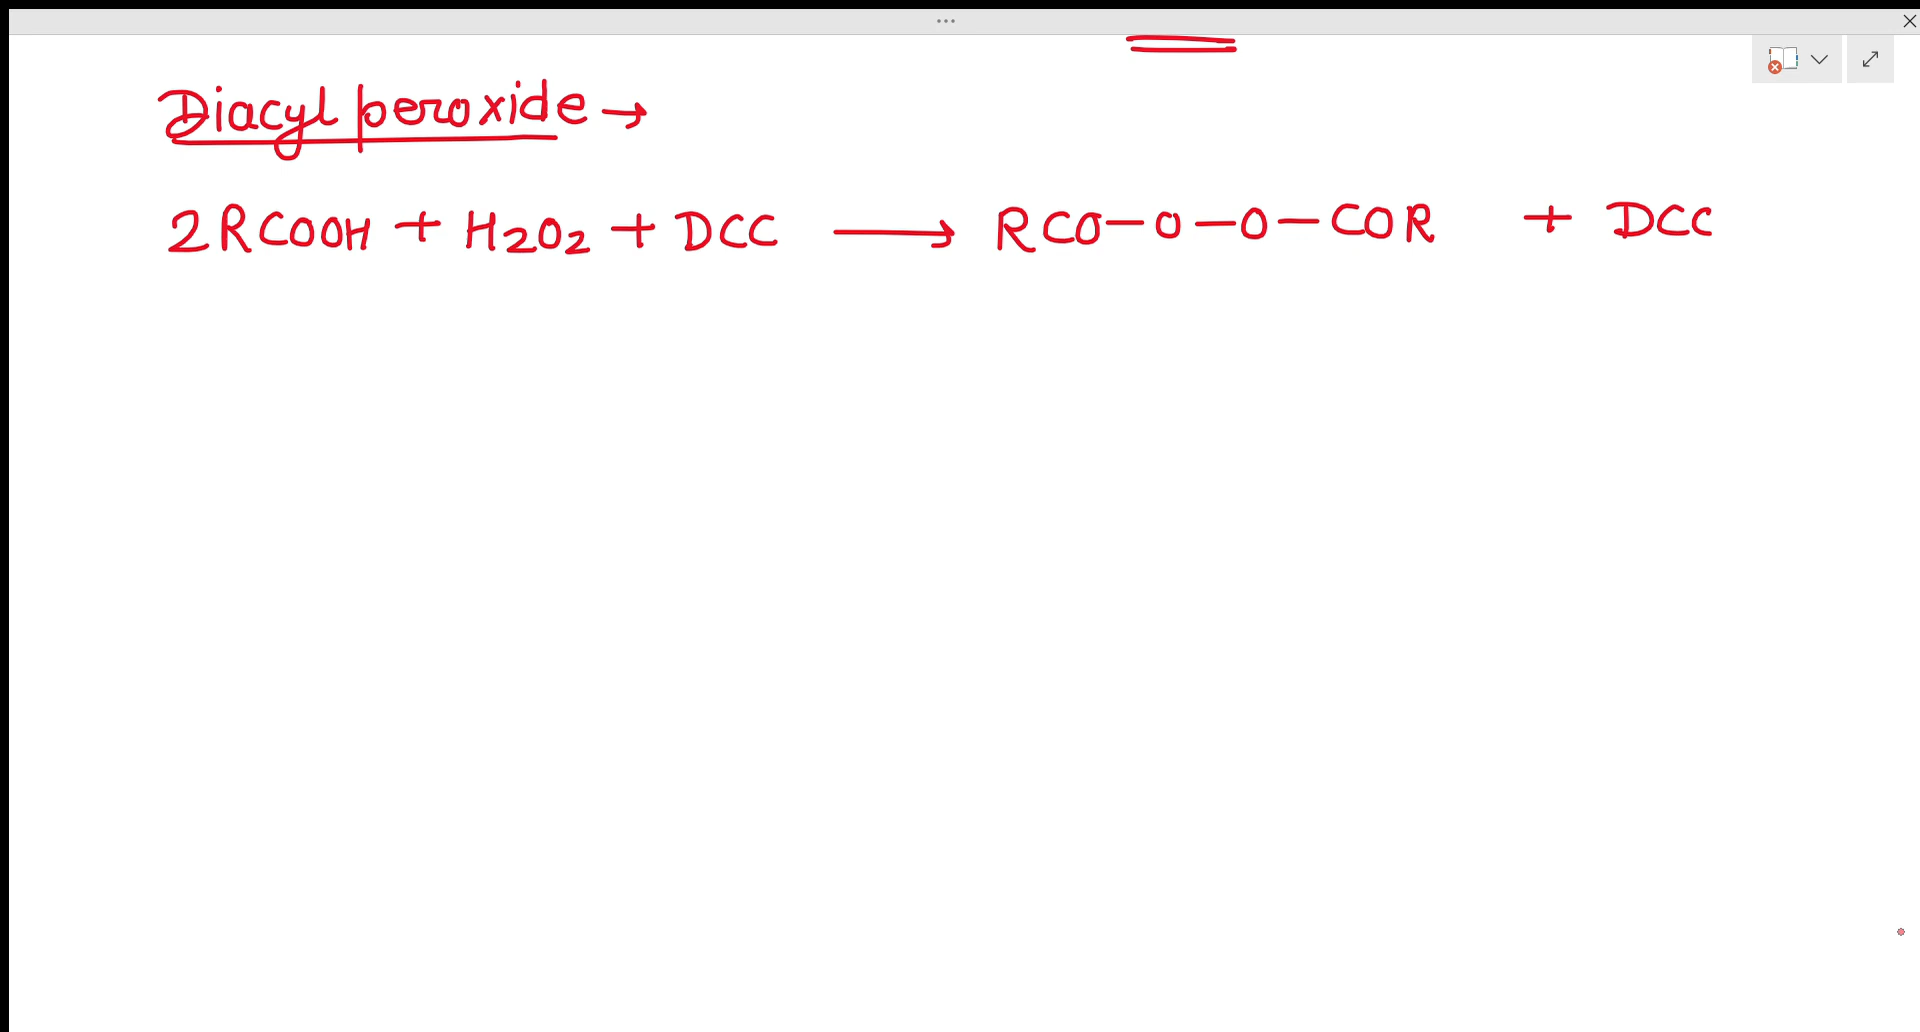 Diacyl peroxide →
2RCOOH + H2O2 + DCC ⟶ RCO—O—O—COR + DCC